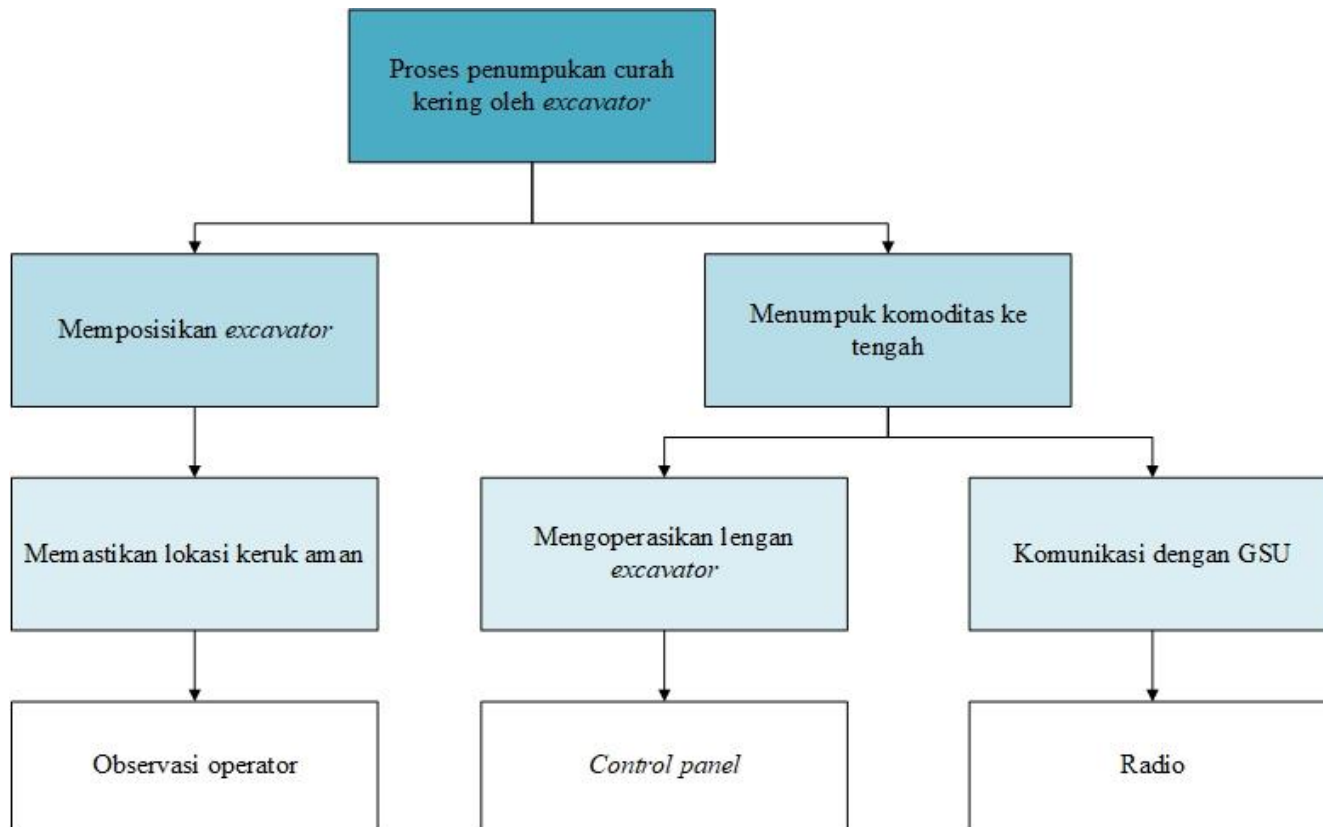 Proses penumpukan curah
kering oleh excavator
Memposisikan excavator
Menumpuk komoditas ke
tengah
Memastikan lokasi keruk aman
Mengoperasikan lengan
excavator
Komunikasi dengan GSU
Observasi operator
Control panel
Radio